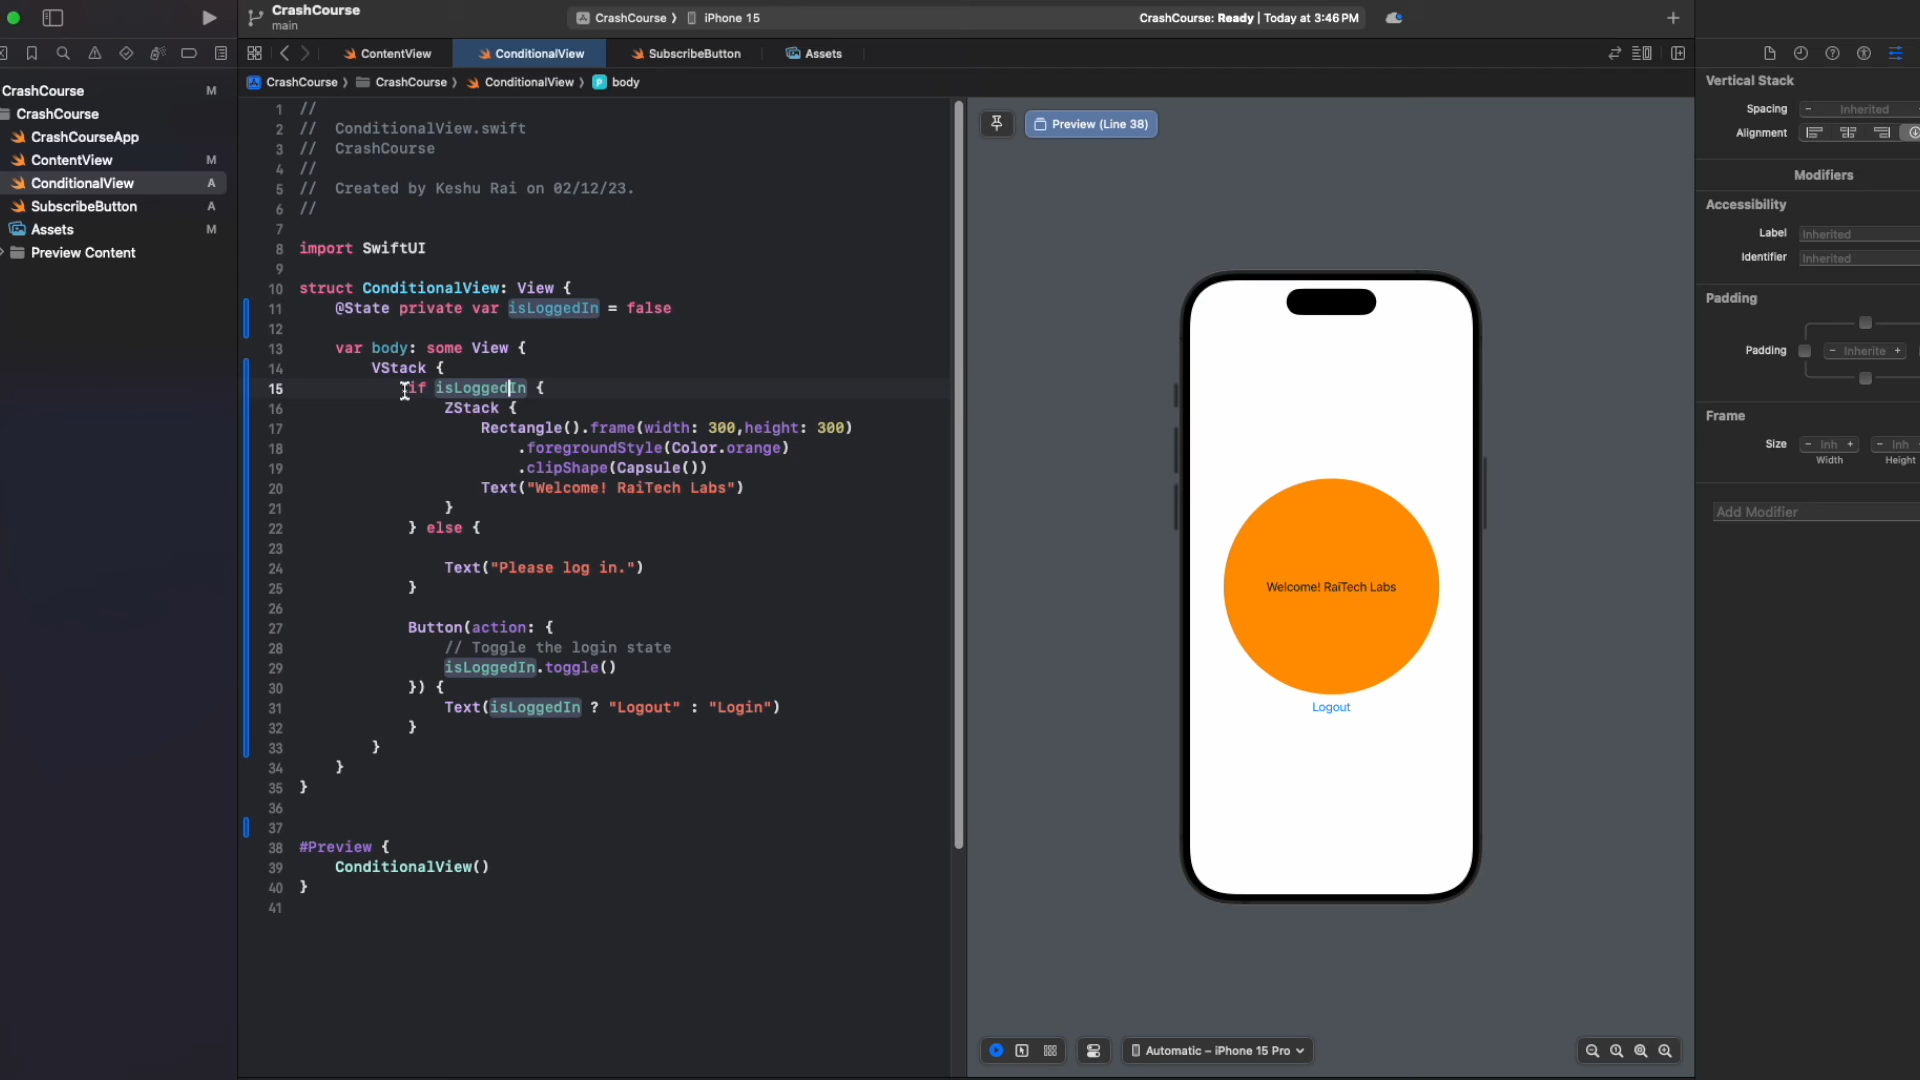 CrashCourse
main
CrashCourse 〉 iPhone 15
CrashCourse: Ready | Today at 3:46 PM
ContentView
ConditionalView
SubscribeButton
Assets
CrashCourse 〉 CrashCourse 〉 ConditionalView 〉 P body
CrashCourse M
CrashCourse
CrashCourseApp
ContentView M
ConditionalView A
SubscribeButton A
Assets M
Preview Content
1 //
2 // ConditionalView.swift
3 // CrashCourse
4 //
5 // Created by Keshu Rai on 02/12/23.
6 //
7
8 import SwiftUI
9
10 struct ConditionalView: View {
11 @State private var isLoggedIn = false
12
13 var body: some View {
14 VStack {
15 if isLoggedIn {
16 ZStack {
17 Rectangle().frame(width: 300,height: 300)
18 .foregroundStyle(Color.orange)
19 .clipShape(Capsule())
20 Text("Welcome! RaiTech Labs")
21 }
22 } else {
23
24 Text("Please log in.")
25 }
26
27 Button(action: {
28 // Toggle the login state
29 isLoggedIn.toggle()
30 }) {
31 Text(isLoggedIn ? "Logout" : "Login")
32 }
33 }
34 }
35 }
36
37
38 #Preview {
39 ConditionalView()
40 }
41
Preview (Line 38)
Welcome! RaiTech Labs
Logout
Automatic – iPhone 15 Pro
Vertical Stack
Spacing - Inherited
Alignment
Modifiers
Accessibility
Label Inherited
Identifier Inherited
Padding
Padding - Inherite +
Frame
Size - Inh + - Inh
Width Height
Add Modifier